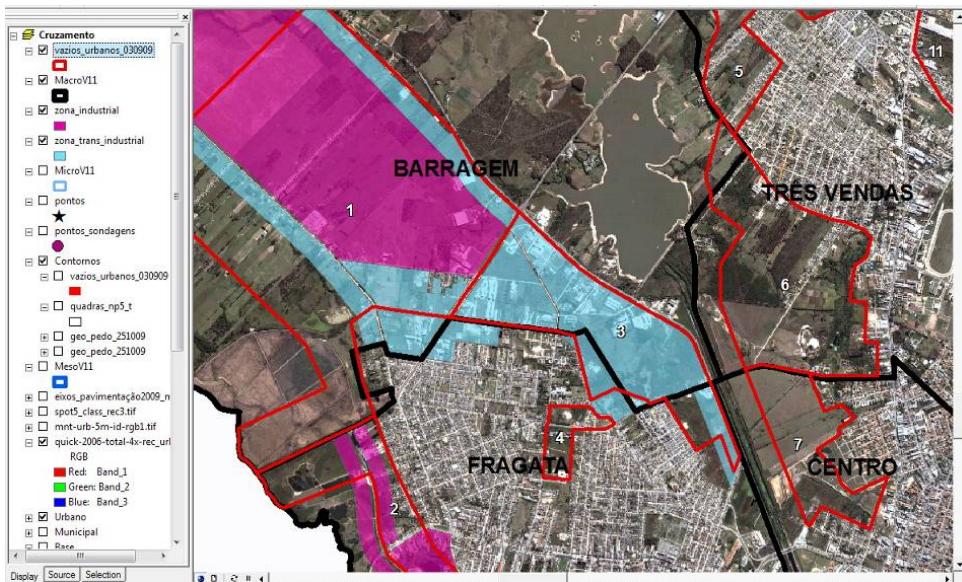 Cruzamento
vazios_urbanos_030909
MacroV11
zona_industrial
zona_trans_industrial
MicroV11
pontos
pontos_sondagens
Contornos
vazios_urbanos_030909
quadras_np5_t
geo_pedo_251009
geo_pedo_251009
MesoV11
eixos_pavimentação2009_n
spot5_class_rec3.tif
mnt-urb-5m-id-rgb1.tif
quick-2006-total-4x-rec_url
RGB
Red: Band_1
Green: Band_2
Blue: Band_3
Urbano
Municipal
Base
Display Source Selection
5
11
BARRAGEM
TRES VENDAS
1
6
3
4
7
FRAGATA
CENTRO
2